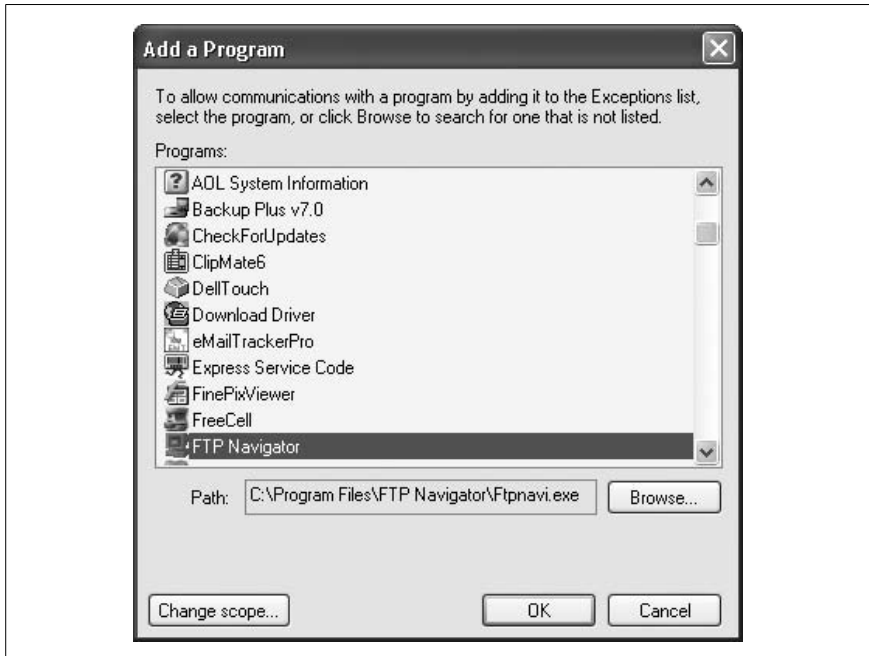 Add a Program
To allow communications with a program by adding it to the Exceptions list,
select the program, or click Browse to search for one that is not listed.
Programs:
AOL System Information
Backup Plus v7.0
CheckForUpdates
ClipMate6
DellTouch
Download Driver
eMailTrackerPro
Express Service Code
FinePixViewer
FreeCell
FTP Navigator
Path: C:\Program Files\FTP Navigator\Ftpnavi.exe Browse...
Change scope... OK Cancel